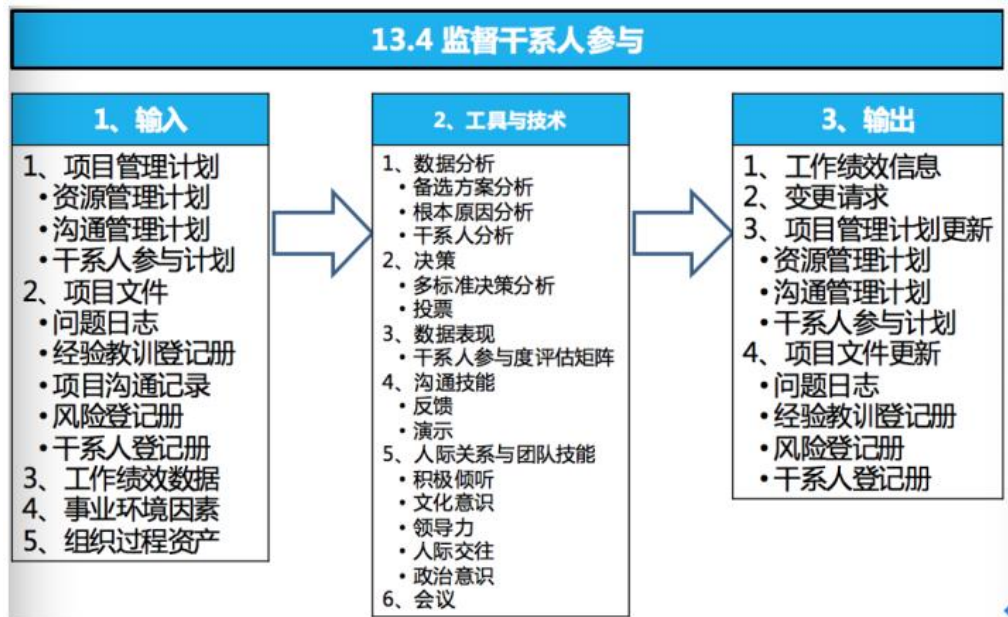 13.4 监督干系人参与
1、输入
1、项目管理计划
•资源管理计划
•沟通管理计划
•干系人参与计划
2、项目文件
•问题日志
•经验教训登记册
•项目沟通记录
•风险登记册
•干系人登记册
3、工作绩效数据
4、事业环境因素
5、组织过程资产
2、工具与技术
1、数据分析
•备选方案分析
•根本原因分析
•干系人分析
2、决策
•多标准决策分析
•投票
3、数据表现
•干系人参与度评估矩阵
4、沟通技能
•反馈
•演示
5、人际关系与团队技能
•积极倾听
•文化意识
•领导力
•人际交往
•政治意识
6、会议
3、输出
1、工作绩效信息
2、变更请求
3、项目管理计划更新
•资源管理计划
•沟通管理计划
•干系人参与计划
4、项目文件更新
•问题日志
•经验教训登记册
•风险登记册
•干系人登记册